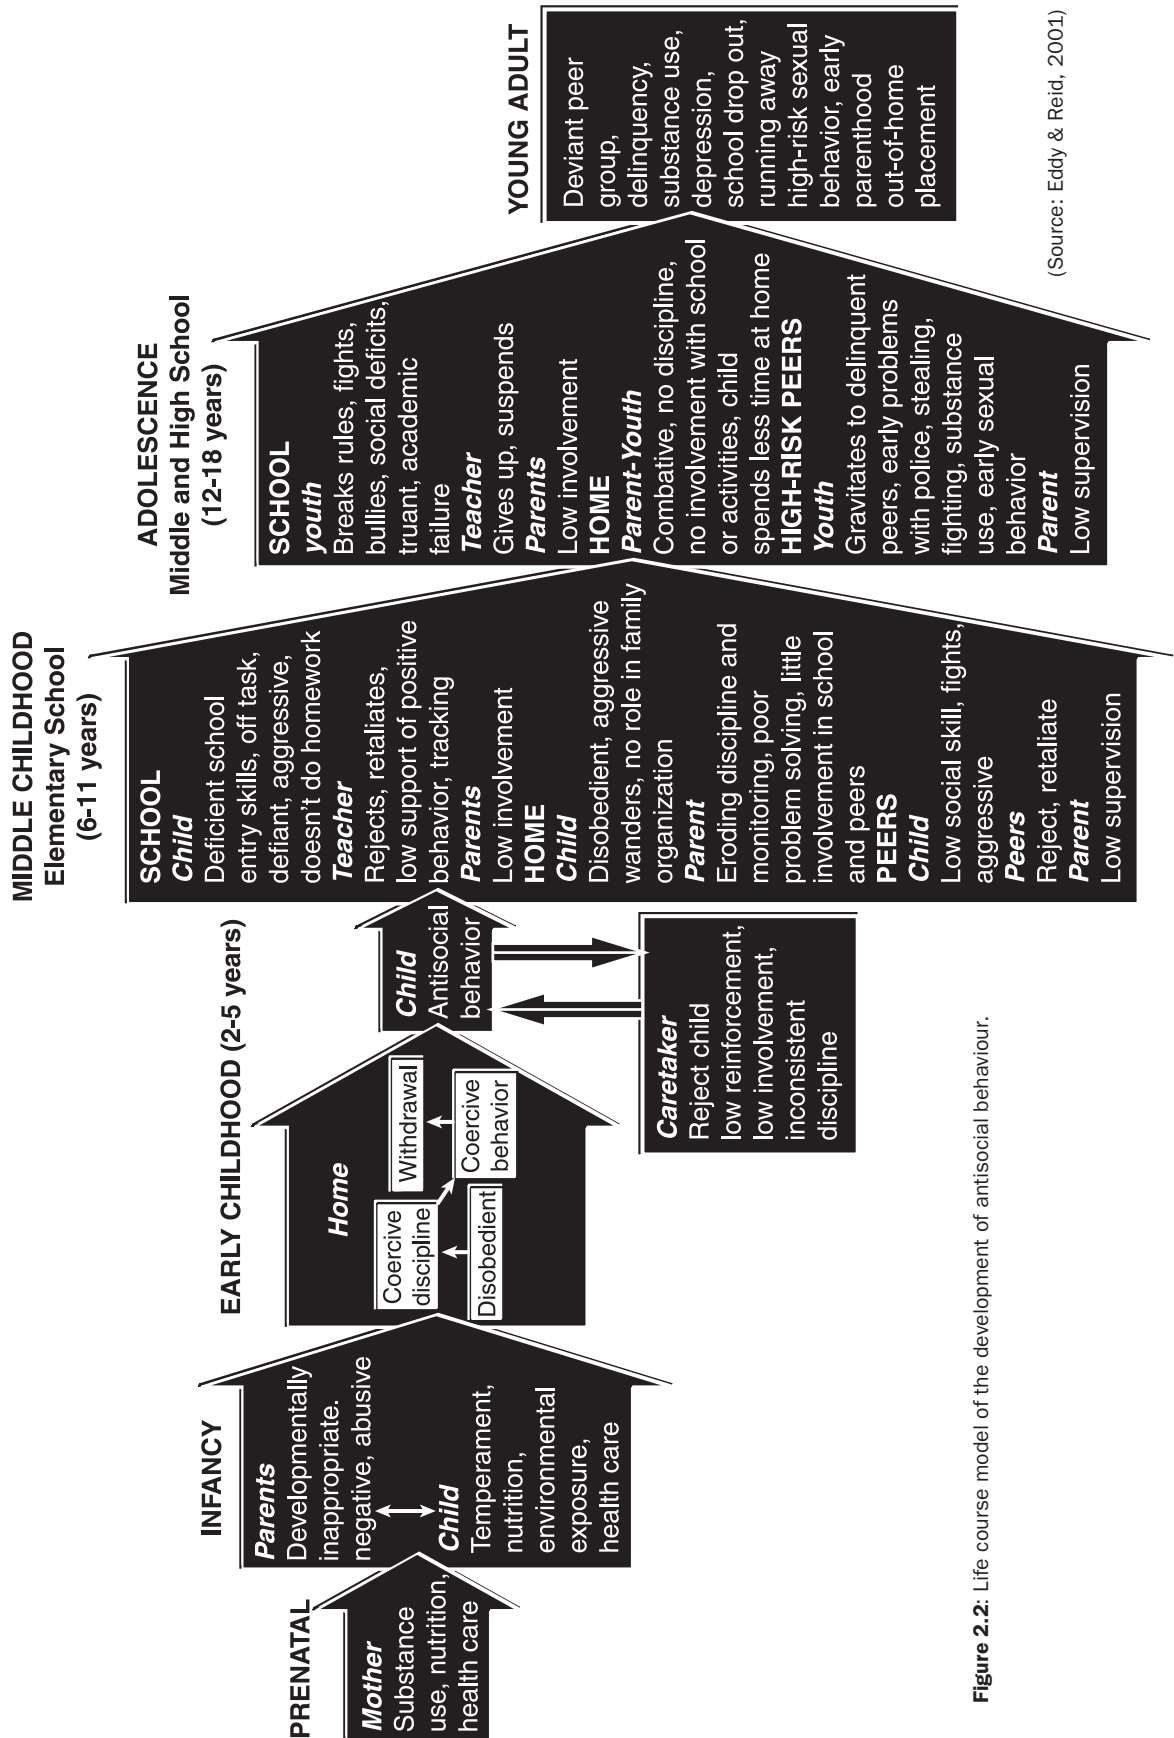 PRENATAL
Mother
Substance
use, nutrition,
health care
INFANCY
Parents
Developmentally
inappropriate.
negative, abusive
Child
Temperament,
nutrition,
environmental
exposure,
health care
EARLY CHILDHOOD (2-5 years)
Home
Coercive
discipline
Disobedient
Withdrawal
Coercive
behavior
Child
Antisocial
behavior
Caretaker
Reject child
low reinforcement,
low involvement,
inconsistent
discipline
MIDDLE CHILDHOOD
Elementary School
(6-11 years)
SCHOOL
Child
Deficient school
entry skills, off task,
defiant, aggressive,
doesn't do homework
Teacher
Rejects, retaliates,
low support of positive
behavior, tracking
Parents
Low involvement
HOME
Child
Disobedient, aggressive
wanders, no role in family
organization
Parent
Eroding discipline and
monitoring, poor
problem solving, little
involvement in school
and peers
PEERS
Child
Low social skill, fights,
aggressive
Peers
Reject, retaliate
Parent
Low supervision
ADOLESCENCE
Middle and High School
(12-18 years)
SCHOOL
youth
Breaks rules, fights,
bullies, social deficits,
truant, academic
failure
Teacher
Gives up, suspends
Parents
Low involvement
HOME
Parent-Youth
Combative, no discipline,
no involvement with school
or activities, child
spends less time at home
HIGH-RISK PEERS
Youth
Gravitates to delinquent
peers, early problems
with police, stealing,
fighting, substance
use, early sexual
behavior
Parent
Low supervision
YOUNG ADULT
Deviant peer
group,
delinquency,
substance use,
depression,
school drop out,
running away
high-risk sexual
behavior, early
parenthood
out-of-home
placement
(Source: Eddy & Reid, 2001)
Figure 2.2: Life course model of the development of antisocial behaviour.